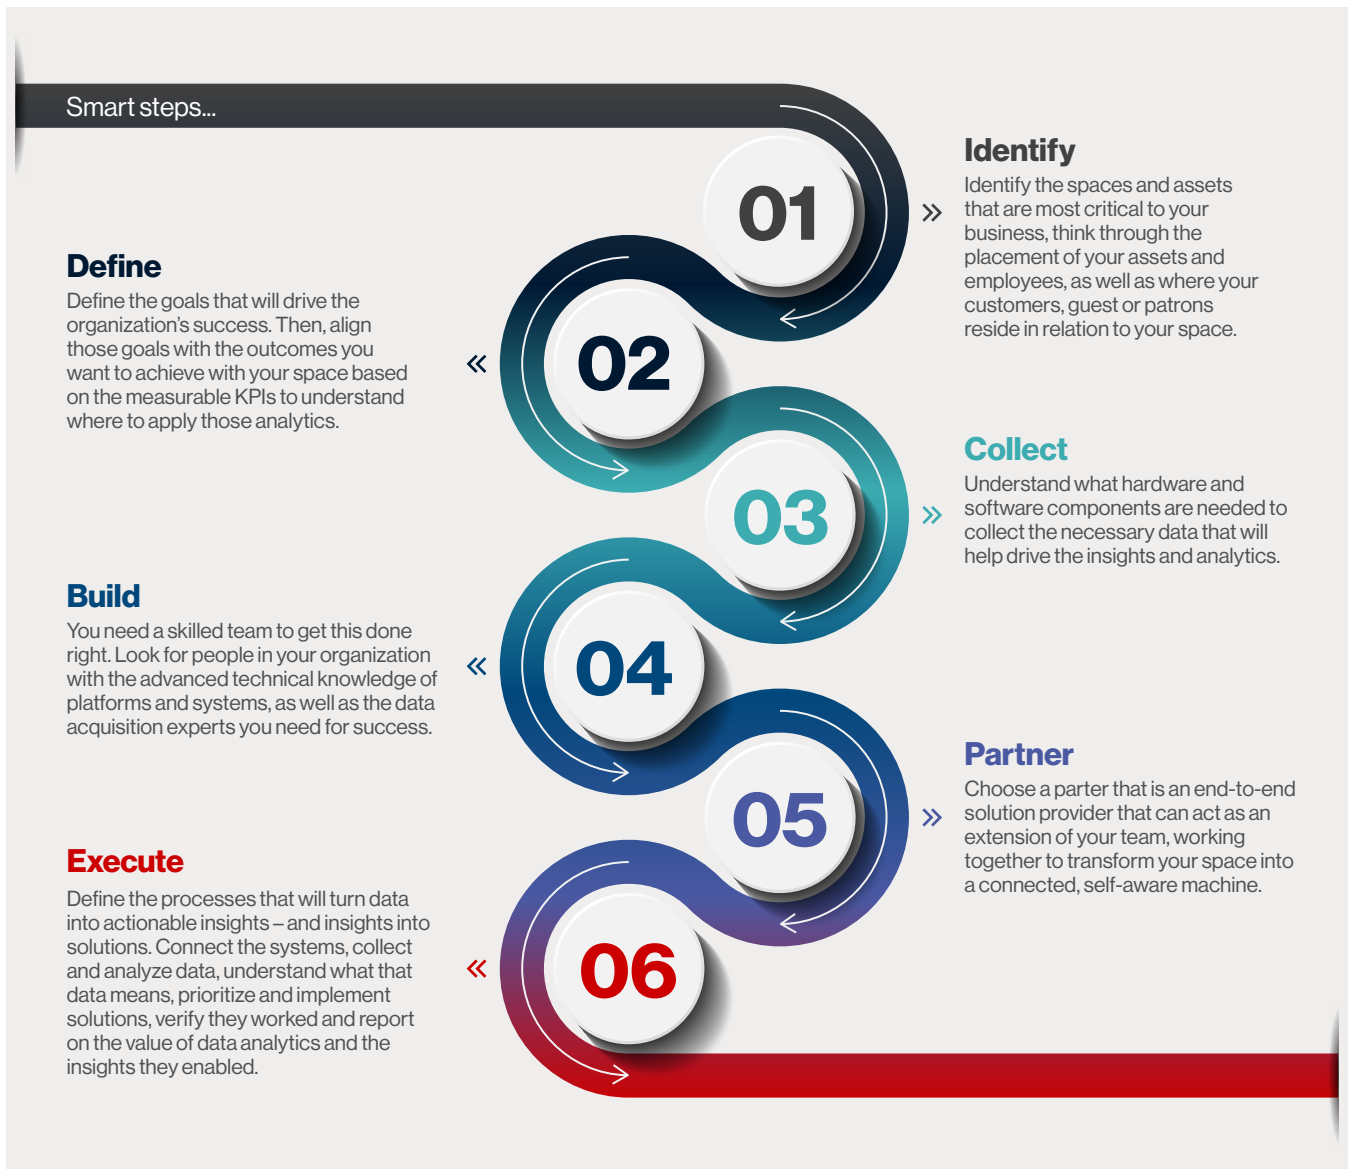 Smart steps...
01
Identify
Identify the spaces and assets
that are most critical to your
business, think through the
placement of your assets and
employees, as well as where your
customers, guest or patrons
reside in relation to your space.
02
Define
Define the goals that will drive the
organization's success. Then, align
those goals with the outcomes you
want to achieve with your space based
on the measurable KPIs to understand
where to apply those analytics.
03
Collect
Understand what hardware and
software components are needed to
collect the necessary data that will
help drive the insights and analytics.
04
Build
You need a skilled team to get this done
right. Look for people in your organization
with the advanced technical knowledge of
platforms and systems, as well as the data
acquisition experts you need for success.
05
Partner
Choose a parter that is an end-to-end
solution provider that can act as an
extension of your team, working
together to transform your space into
a connected, self-aware machine.
06
Execute
Define the processes that will turn data
into actionable insights – and insights into
solutions. Connect the systems, collect
and analyze data, understand what that
data means, prioritize and implement
solutions, verify they worked and report
on the value of data analytics and the
insights they enabled.